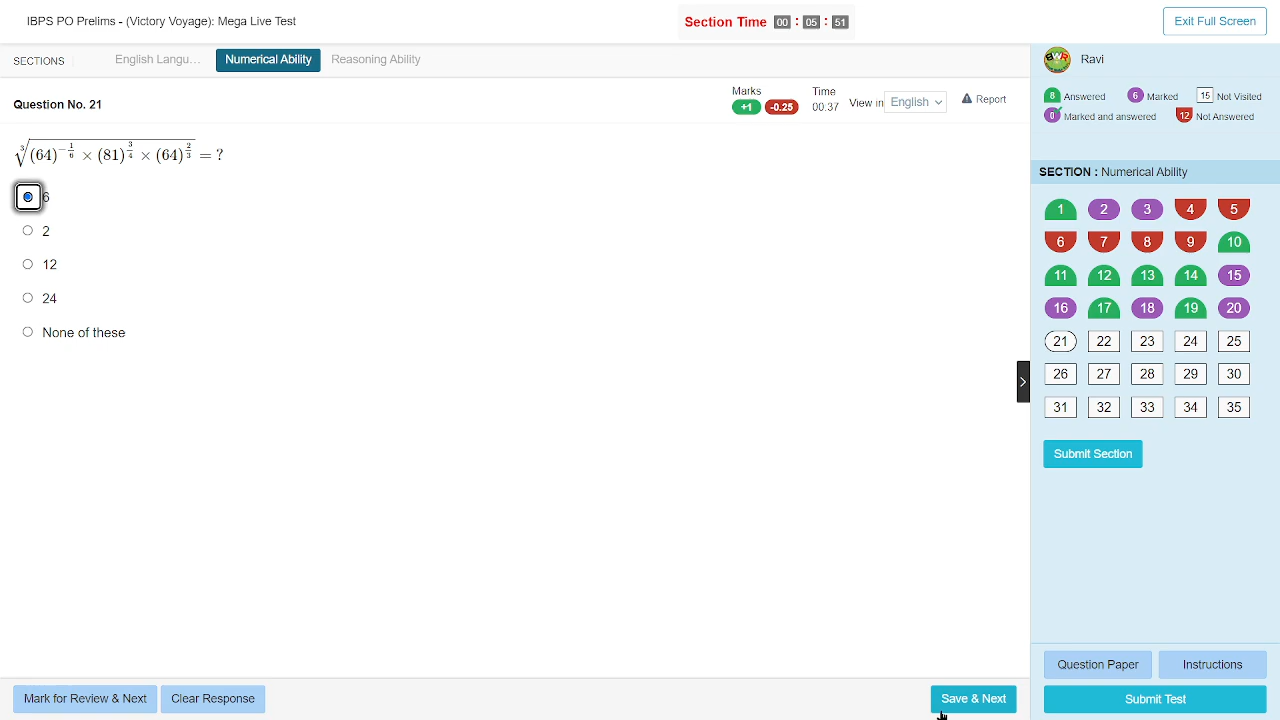 IBPS PO Prelims - (Victory Voyage): Mega Live Test
Section Time 00 : 05 : 51
Exit Full Screen
SECTIONS
English Langu...
Numerical Ability
Reasoning Ability
Ravi
8 Answered 6 Marked 15 Not Visited
0 Marked and answered 12 Not Answered
Question No. 21
Marks
+1 -0.25
Time
00.37
View in English
Report
∛((64)^(-1/6) × (81)^(3/4) × (64)^(2/3)) = ?
6
2
12
24
None of these
SECTION : Numerical Ability
1 2 3 4 5
6 7 8 9 10
11 12 13 14 15
16 17 18 19 20
21 22 23 24 25
26 27 28 29 30
31 32 33 34 35
Submit Section
Question Paper Instructions
Mark for Review & Next Clear Response Save & Next Submit Test